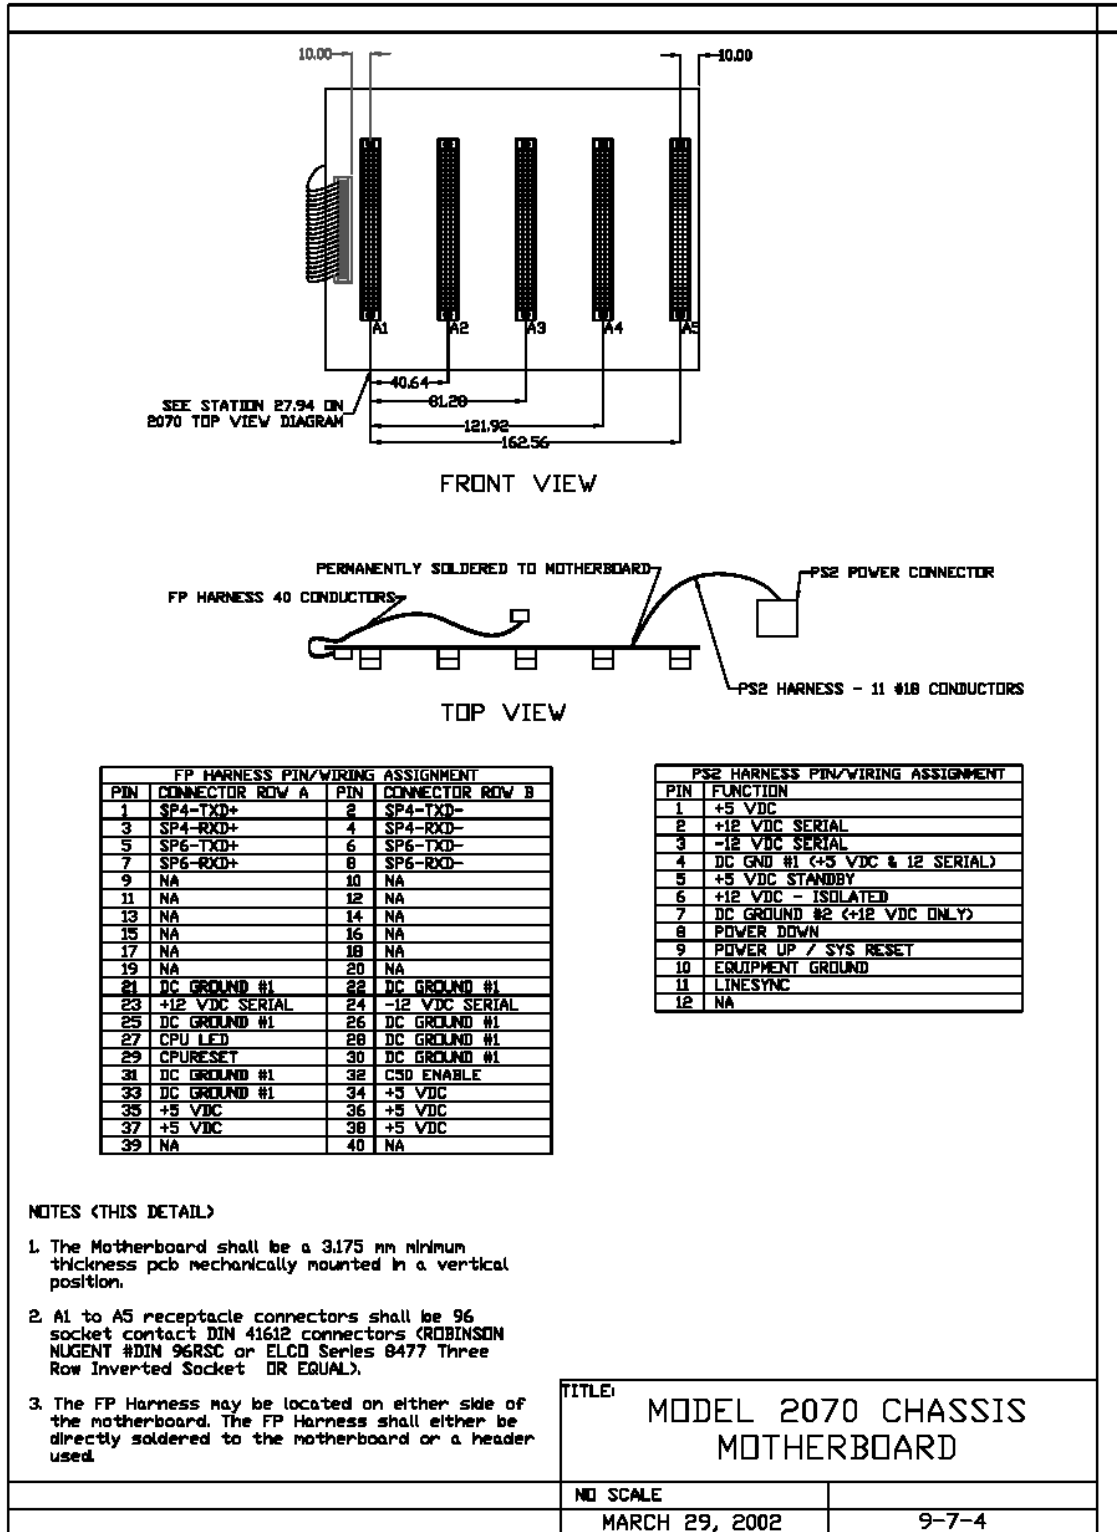 10.00
10.00
A1
A2
A3
A4
A5
40.64
81.28
121.92
162.56
SEE STATION 27.94 ON
2070 TOP VIEW DIAGRAM
FRONT VIEW
PERMANENTLY SOLDERED TO MOTHERBOARD
PS2 POWER CONNECTOR
FP HARNESS 40 CONDUCTORS
PS2 HARNESS - 11 #18 CONDUCTORS
TOP VIEW
FP HARNESS PIN/WIRING ASSIGNMENT
PIN CONNECTOR ROW A PIN CONNECTOR ROW B
1 SP4-TXD+ 2 SP4-TXD-
3 SP4-RXD+ 4 SP4-RXD-
5 SP6-TXD+ 6 SP6-TXD-
7 SP6-RXD+ 8 SP6-RXD-
9 NA 10 NA
11 NA 12 NA
13 NA 14 NA
15 NA 16 NA
17 NA 18 NA
19 NA 20 NA
21 DC GROUND #1 22 DC GROUND #1
23 +12 VDC SERIAL 24 -12 VDC SERIAL
25 DC GROUND #1 26 DC GROUND #1
27 CPU LED 28 DC GROUND #1
29 CPURESET 30 DC GROUND #1
31 DC GROUND #1 32 C50 ENABLE
33 DC GROUND #1 34 +5 VDC
35 +5 VDC 36 +5 VDC
37 +5 VDC 38 +5 VDC
39 NA 40 NA
PS2 HARNESS PIN/WIRING ASSIGNMENT
PIN FUNCTION
1 +5 VDC
2 +12 VDC SERIAL
3 -12 VDC SERIAL
4 DC GND #1 (+5 VDC & 12 SERIAL)
5 +5 VDC STANDBY
6 +12 VDC - ISOLATED
7 DC GROUND #2 (+12 VDC ONLY)
8 POWER DOWN
9 POWER UP / SYS RESET
10 EQUIPMENT GROUND
11 LINESYNC
12 NA
NOTES (THIS DETAIL)
1. The Motherboard shall be a 3.175 mm minimum
thickness pcb mechanically mounted in a vertical
position.
2. A1 to A5 receptacle connectors shall be 96
socket contact DIN 41612 connectors (ROBINSON
NUGENT #DIN 96RSC or ELCO Series 8477 Three
Row Inverted Socket OR EQUAL).
3. The FP Harness may be located on either side of
the motherboard. The FP Harness shall either be
directly soldered to the motherboard or a header
used.
TITLE:
MODEL 2070 CHASSIS
MOTHERBOARD
NO SCALE
MARCH 29, 2002
9-7-4